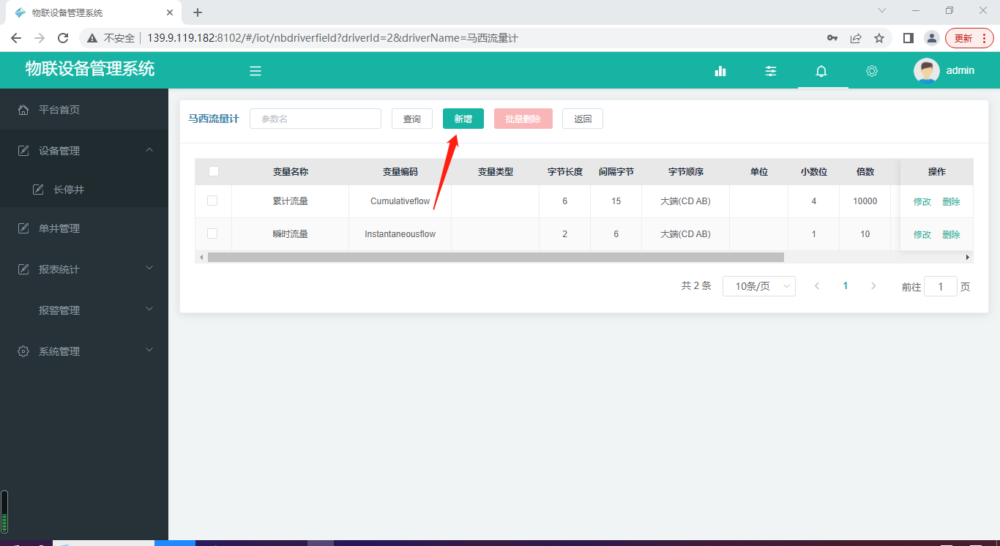 物联设备管理系统
不安全 139.9.119.182:8102/#/iot/nbdriverfield?driverId=2&driverName=马西流量计 更新
物联设备管理系统 admin
平台首页
设备管理
长停井
单井管理
报表统计
报警管理
系统管理
马西流量计 参数名 查询 新增 批量删除 返回
变量名称 变量编码 变量类型 字节长度 间隔字节 字节顺序 单位 小数位 倍数 操作
累计流量 Cumulativeflow 6 15 大端(CD AB) 4 10000 修改 删除
瞬时流量 Instantaneousflow 2 6 大端(CD AB) 1 10 修改 删除
共 2 条 10条/页 1 前往 1 页